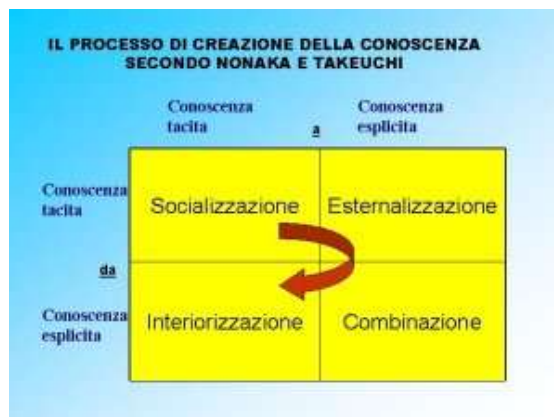 IL PROCESSO DI CREAZIONE DELLA CONOSCENZA
SECONDO NONAKA E TAKEUCHI
Conoscenza
tacita
a
Conoscenza
esplicita
Conoscenza
tacita
Socializzazione
Esternalizzazione
da
Conoscenza
esplicita
Interiorizzazione
Combinazione